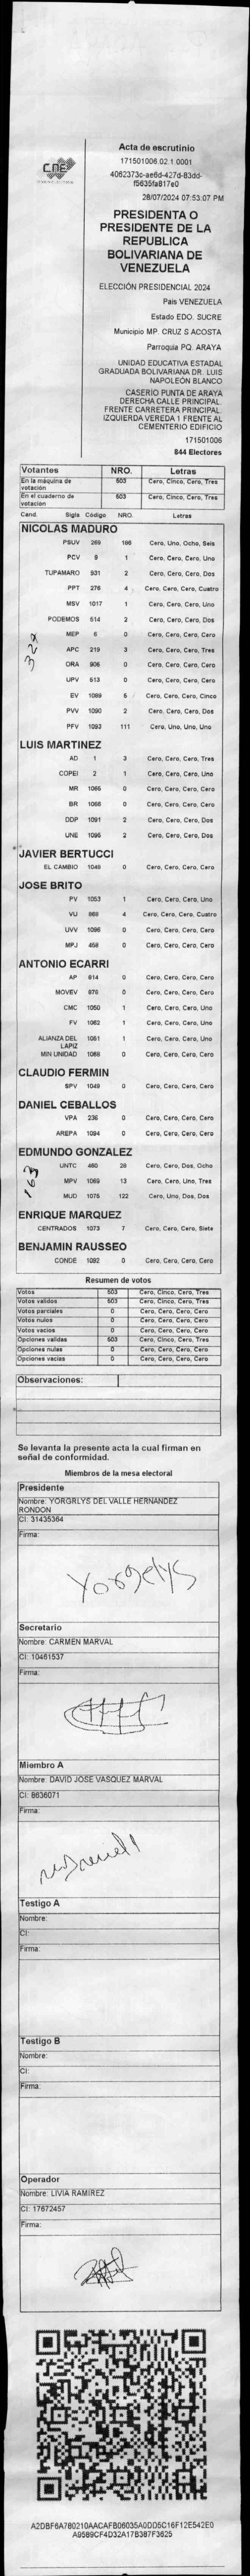 CNE
Acta de escrutinio
171501006.02.1.0001
4062373c-ae6d-427d-83dd-
f5635fa817e0
28/07/2024 07:53:07 PM
PRESIDENTA O
PRESIDENTE DE LA
REPUBLICA
BOLIVARIANA DE
VENEZUELA
ELECCIÓN PRESIDENCIAL 2024
Pais VENEZUELA
Estado EDO. SUCRE
Municipio MP. CRUZ S ACOSTA
Parroquia PQ. ARAYA
UNIDAD EDUCATIVA ESTADAL
GRADUADA BOLIVARIANA DR. LUIS
NAPOLEÓN BLANCO
CASERIO PUNTA DE ARAYA
DERECHA CALLE PRINCIPAL.
FRENTE CARRETERA PRINCIPAL.
IZQUIERDA VEREDA 1 FRENTE AL
CEMENTERIO EDIFICIO
171501006
844 Electores
Votantes NRO. Letras
En la máquina de votación 503 Cero, Cinco, Cero, Tres
En el cuaderno de votación 503 Cero, Cinco, Cero, Tres
Cand. Sigla Código NRO. Letras
NICOLAS MADURO
PSUV 269 186 Cero, Uno, Ocho, Seis
PCV 9 1 Cero, Cero, Cero, Uno
TUPAMARO 931 2 Cero, Cero, Cero, Dos
PPT 276 4 Cero, Cero, Cero, Cuatro
MSV 1017 1 Cero, Cero, Cero, Uno
PODEMOS 514 2 Cero, Cero, Cero, Dos
MEP 6 0 Cero, Cero, Cero, Cero
APC 219 3 Cero, Cero, Cero, Tres
ORA 906 0 Cero, Cero, Cero, Cero
UPV 513 0 Cero, Cero, Cero, Cero
EV 1089 5 Cero, Cero, Cero, Cinco
PVV 1090 2 Cero, Cero, Cero, Dos
PFV 1093 111 Cero, Uno, Uno, Uno
LUIS MARTINEZ
AD 1 3 Cero, Cero, Cero, Tres
COPEI 2 1 Cero, Cero, Cero, Uno
MR 1065 0 Cero, Cero, Cero, Cero
BR 1066 0 Cero, Cero, Cero, Cero
DDP 1091 2 Cero, Cero, Cero, Dos
UNE 1095 2 Cero, Cero, Cero, Dos
JAVIER BERTUCCI
EL CAMBIO 1048 0 Cero, Cero, Cero, Cero
JOSE BRITO
PV 1053 1 Cero, Cero, Cero, Uno
VU 868 4 Cero, Cero, Cero, Cuatro
UVV 1096 0 Cero, Cero, Cero, Cero
MPJ 458 0 Cero, Cero, Cero, Cero
ANTONIO ECARRI
AP 814 0 Cero, Cero, Cero, Cero
MOVEV 976 0 Cero, Cero, Cero, Cero
CMC 1050 1 Cero, Cero, Cero, Uno
FV 1062 1 Cero, Cero, Cero, Uno
ALIANZA DEL LAPIZ 1051 1 Cero, Cero, Cero, Uno
MIN UNIDAD 1068 0 Cero, Cero, Cero, Cero
CLAUDIO FERMIN
SPV 1049 0 Cero, Cero, Cero, Cero
DANIEL CEBALLOS
VPA 236 0 Cero, Cero, Cero, Cero
AREPA 1094 0 Cero, Cero, Cero, Cero
EDMUNDO GONZALEZ
UNTC 460 28 Cero, Cero, Dos, Ocho
MPV 1069 13 Cero, Cero, Uno, Tres
163
MUD 1076 122 Cero, Uno, Dos, Dos
ENRIQUE MARQUEZ
CENTRADOS 1073 7 Cero, Cero, Cero, Siete
BENJAMIN RAUSSEO
CONDE 1092 0 Cero, Cero, Cero, Cero
Resumen de votos
Votos 503 Cero, Cinco, Cero, Tres
Votos validos 503 Cero, Cinco, Cero, Tres
Votos parciales 0 Cero, Cero, Cero, Cero
Votos nulos 0 Cero, Cero, Cero, Cero
Votos vacios 0 Cero, Cero, Cero, Cero
Opciones validas 503 Cero, Cinco, Cero, Tres
Opciones nulas 0 Cero, Cero, Cero, Cero
Opciones vacias 0 Cero, Cero, Cero, Cero
Observaciones:
Se levanta la presente acta la cual firman en
señal de conformidad.
Miembros de la mesa electoral
Presidente
Nombre: YORGRLYS DEL VALLE HERNANDEZ
RONDON
CI: 31435364
Firma:
Yorgelys
Secretario
Nombre: CARMEN MARVAL
CI: 10461537
Firma:
Miembro A
Nombre: DAVID JOSE VASQUEZ MARVAL
CI: 8636071
Firma:
Testigo A
Nombre:
CI:
Firma:
Testigo B
Nombre:
CI:
Firma:
Operador
Nombre: LIVIA RAMIREZ
CI: 17672457
Firma:
A2DBF6A780210AACAFB06035A0DD5C16F12E542E0
A9589CF4D32A17B387F3625